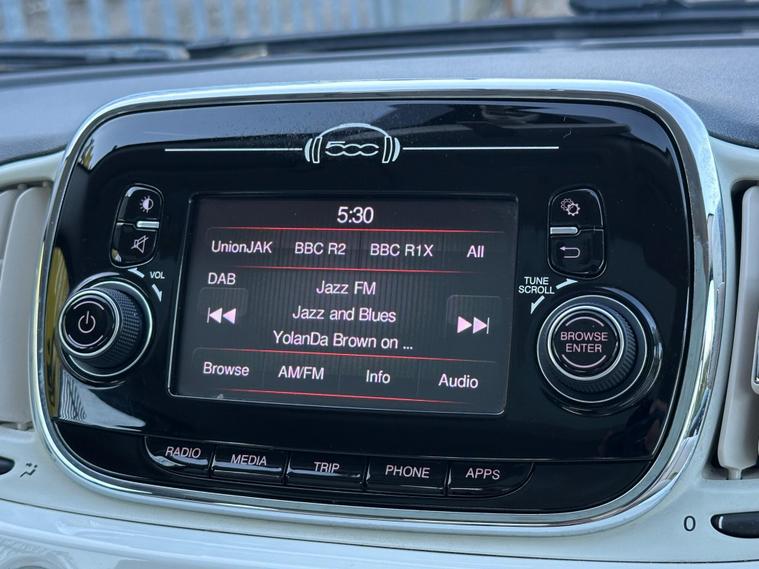 500
5:30
UnionJAK BBC R2 BBC R1X All
DAB
Jazz FM
Jazz and Blues
YolanDa Brown on ...
Browse AM/FM Info Audio
VOL
TUNE
SCROLL
BROWSE
ENTER
RADIO MEDIA TRIP PHONE APPS
0